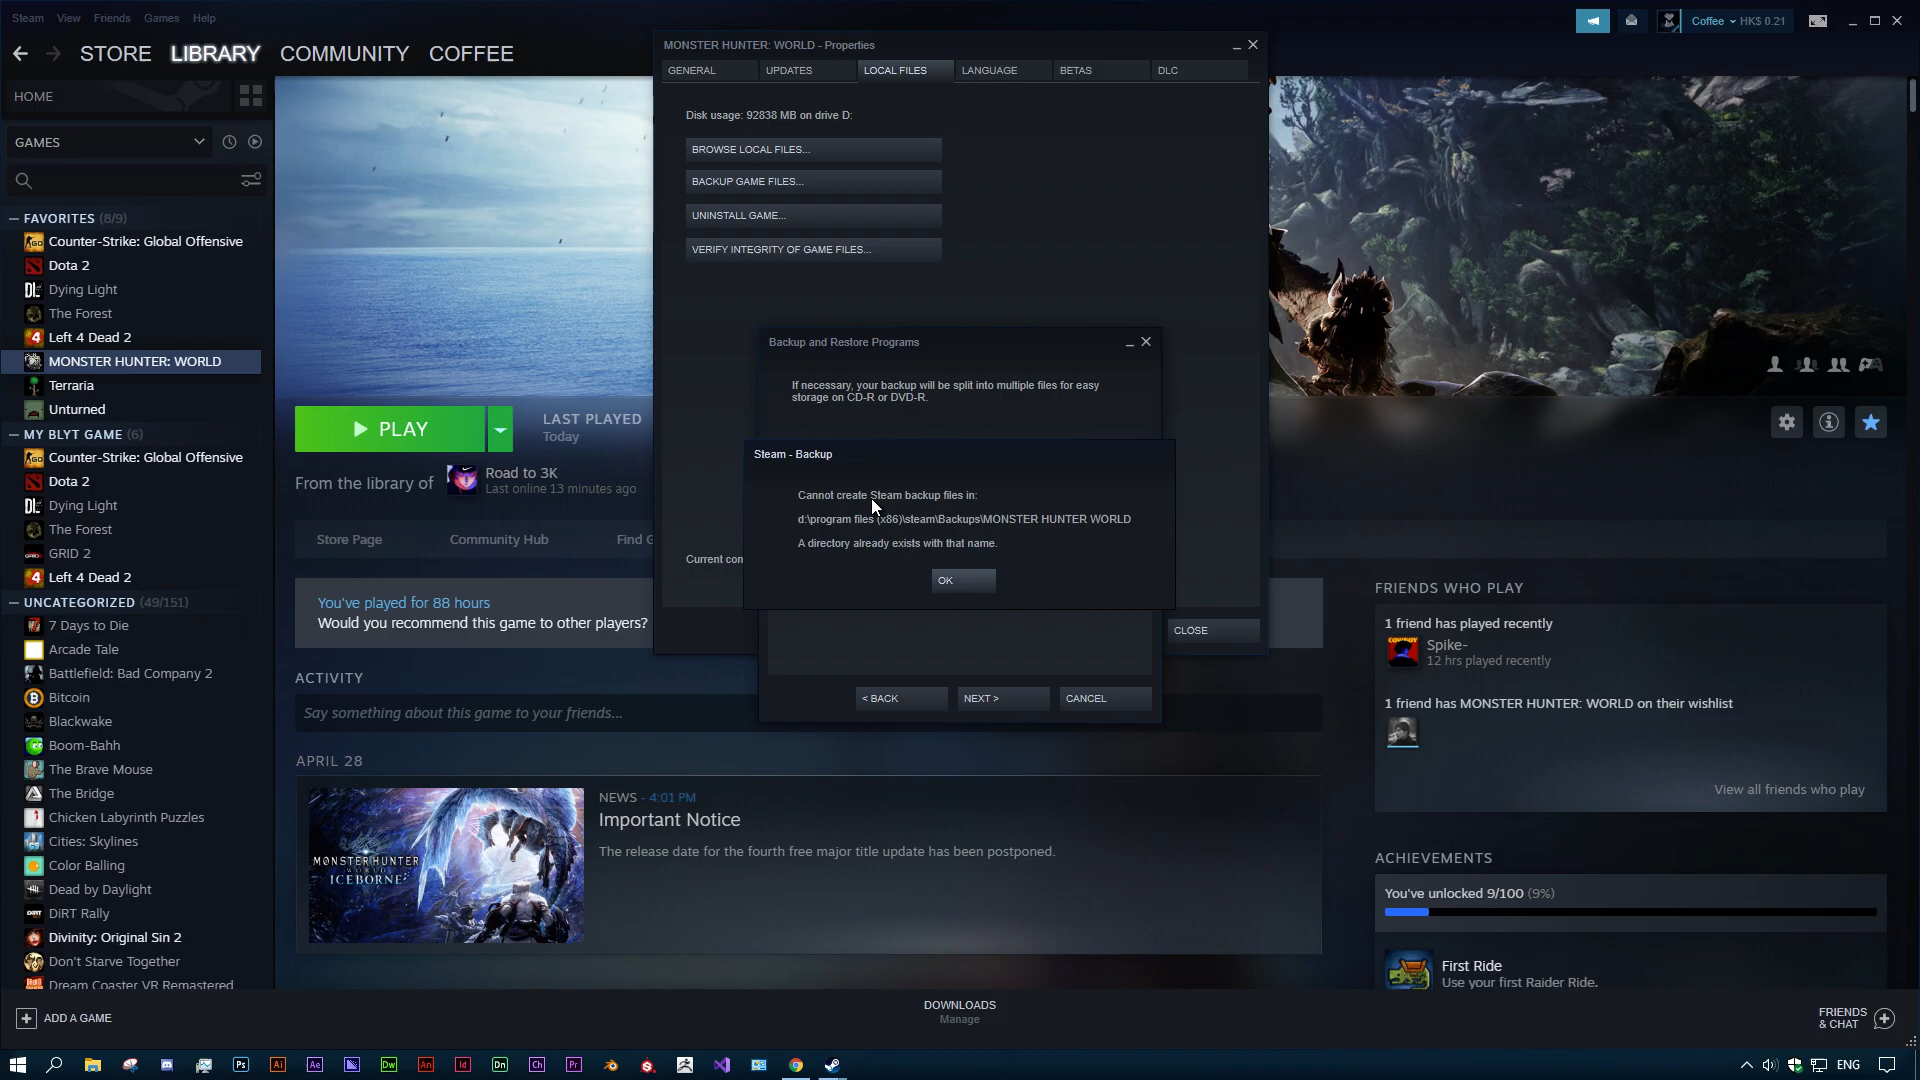 Steam View Friends Games Help
Coffee HK$ 0.21
STORE LIBRARY COMMUNITY COFFEE
HOME
GAMES
FAVORITES (8/9)
Counter-Strike: Global Offensive
Dota 2
Dying Light
The Forest
Left 4 Dead 2
MONSTER HUNTER: WORLD
Terraria
Unturned
MY BLYT GAME (6)
Counter-Strike: Global Offensive
Dota 2
Dying Light
The Forest
GRID 2
Left 4 Dead 2
UNCATEGORIZED (49/151)
7 Days to Die
Arcade Tale
Battlefield: Bad Company 2
Bitcoin
Blackwake
Boom-Bahh
The Brave Mouse
The Bridge
Chicken Labyrinth Puzzles
Cities: Skylines
Color Balling
Dead by Daylight
DiRT Rally
Divinity: Original Sin 2
Don't Starve Together
Dream Coaster VR Remastered
ADD A GAME
MONSTER HUNTER: WORLD - Properties
GENERAL UPDATES LOCAL FILES LANGUAGE BETAS DLC
Disk usage: 92838 MB on drive D:
BROWSE LOCAL FILES...
BACKUP GAME FILES...
UNINSTALL GAME...
VERIFY INTEGRITY OF GAME FILES...
Current con
CLOSE
Backup and Restore Programs
If necessary, your backup will be split into multiple files for easy
storage on CD-R or DVD-R.
< BACK NEXT > CANCEL
Steam - Backup
Cannot create Steam backup files in:
d:\program files (x86)\steam\Backups\MONSTER HUNTER WORLD
A directory already exists with that name.
OK
PLAY
LAST PLAYED
Today
From the library of
Road to 3K
Last online 13 minutes ago
Store Page Community Hub Find G
You've played for 88 hours
Would you recommend this game to other players?
ACTIVITY
Say something about this game to your friends...
APRIL 28
NEWS - 4:01 PM
Important Notice
The release date for the fourth free major title update has been postponed.
MONSTER HUNTER
WORLD
ICEBORNE
FRIENDS WHO PLAY
1 friend has played recently
Spike-
12 hrs played recently
1 friend has MONSTER HUNTER: WORLD on their wishlist
View all friends who play
ACHIEVEMENTS
You've unlocked 9/100 (9%)
First Ride
Use your first Raider Ride.
DOWNLOADS
Manage
FRIENDS
& CHAT
Ps Ai Ae Dw An Id Dn Ch Pr
ENG